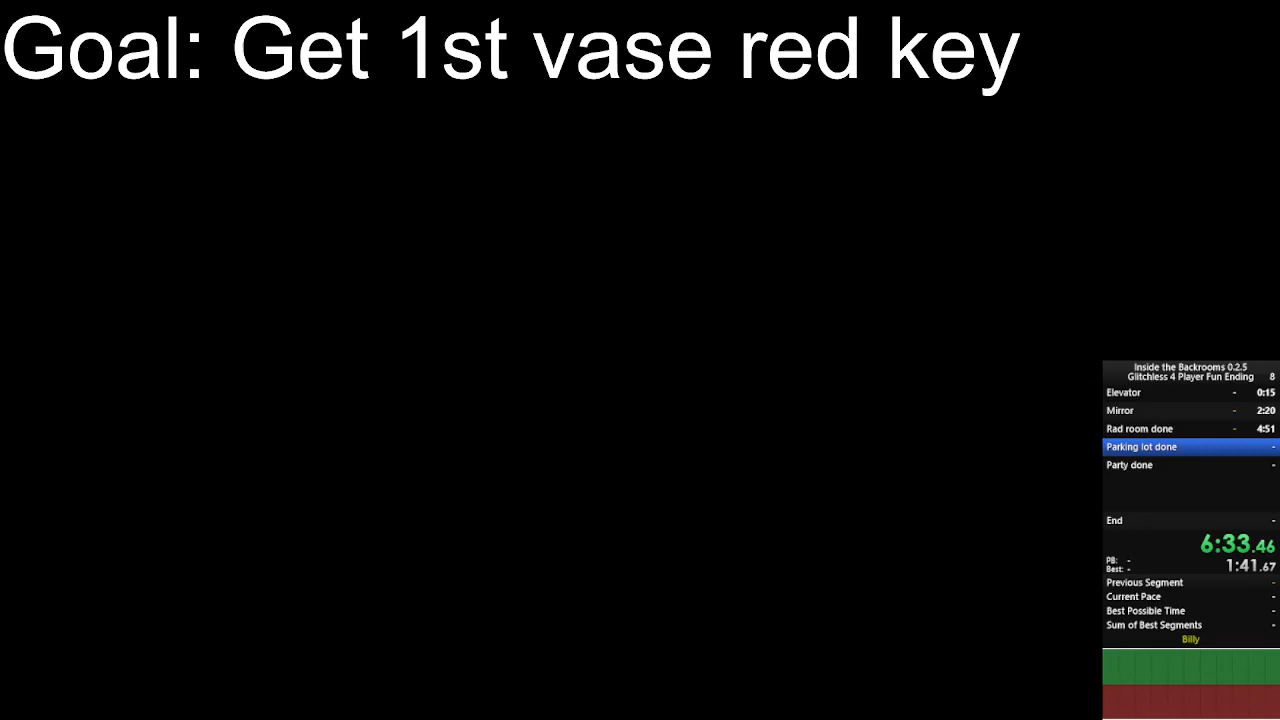 Goal: Get 1st vase red key
Inside the Backrooms 0.2.5
Glitchless 4 Player Fun Ending 8
Elevator - 0:15
Mirror - 2:20
Rad room done - 4:51
Parking lot done -
Party done -
End -
6:33.46
PB: -
Best: -
1:41.67
Previous Segment -
Current Pace -
Best Possible Time -
Sum of Best Segments -
Billy